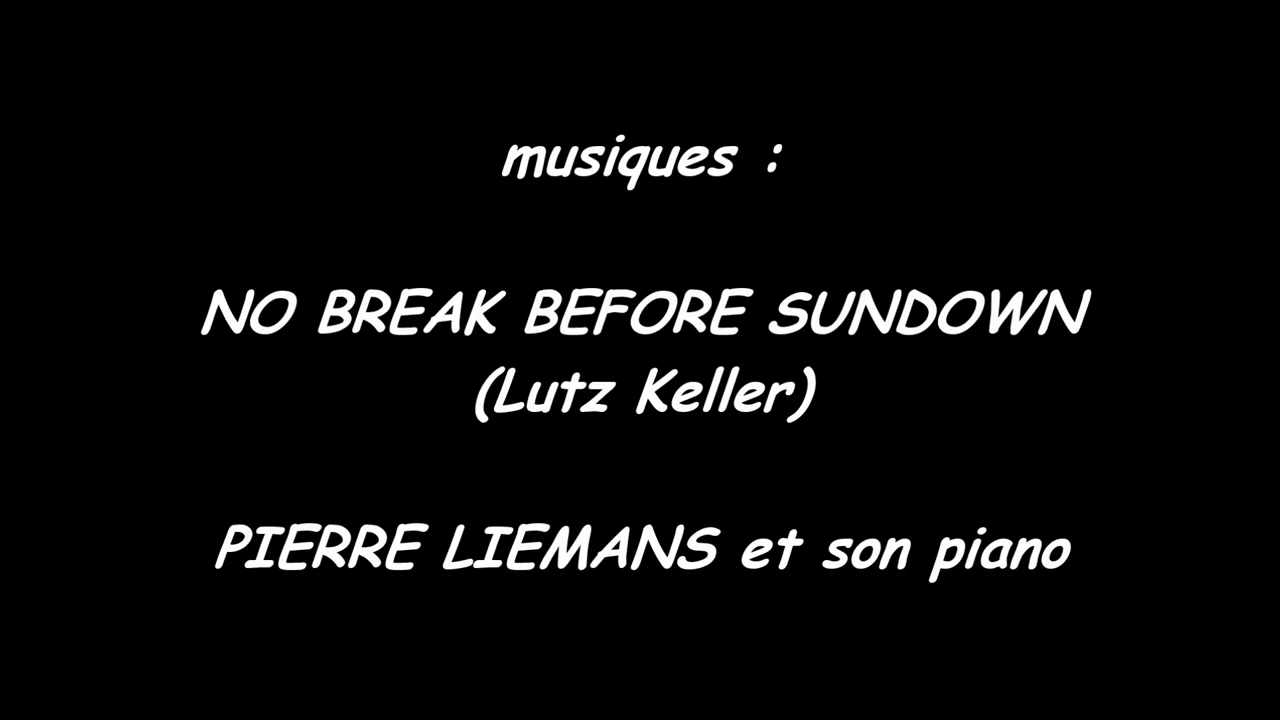 musiques :
NO BREAK BEFORE SUNDOWN
(Lutz Keller)
PIERRE LIEMANS et son piano